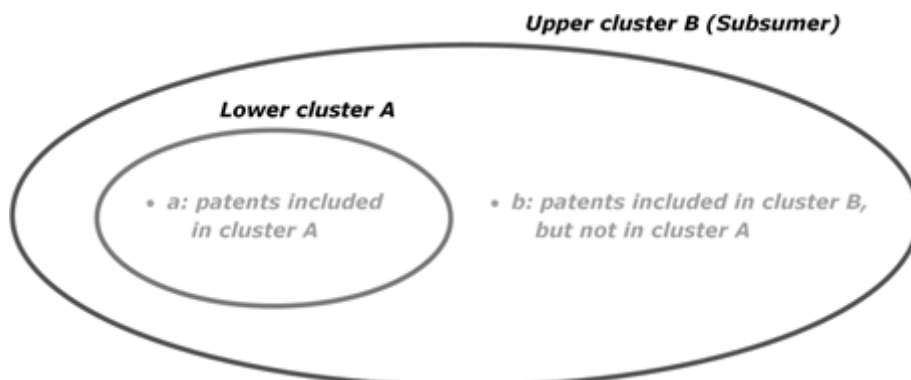 Upper cluster B (Subsumer)
Lower cluster A
• a: patents included
in cluster A
• b: patents included in cluster B,
but not in cluster A